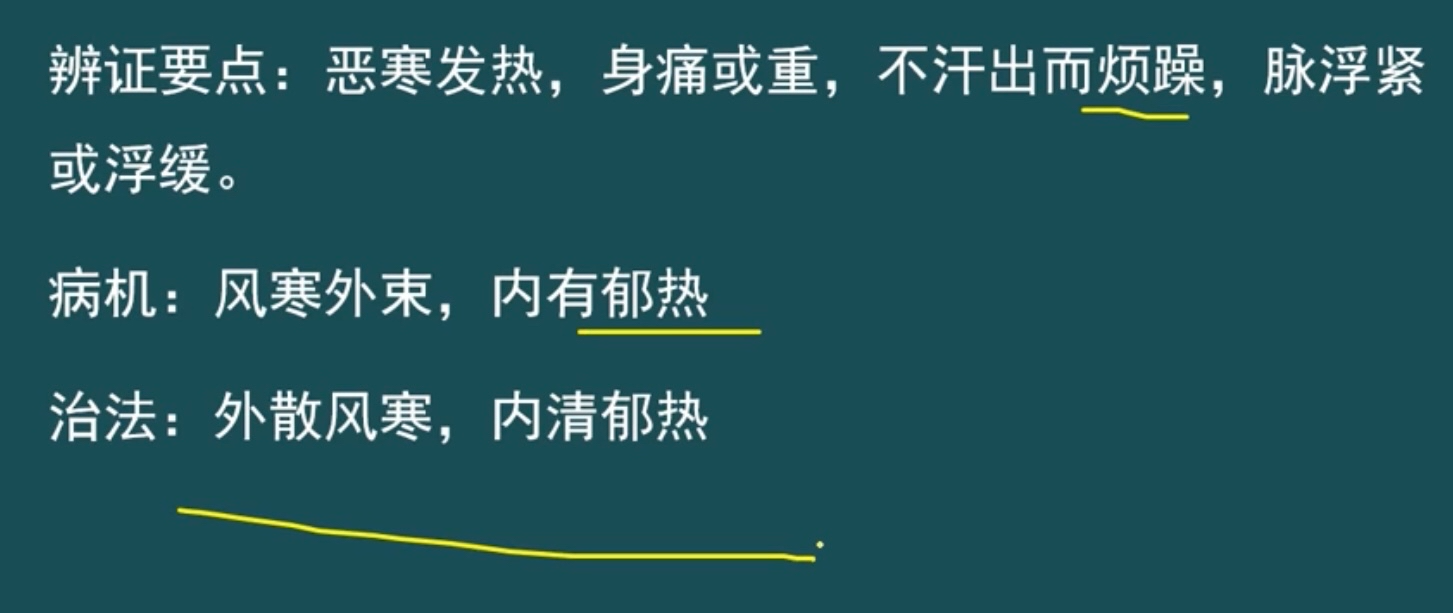 辨证要点：恶寒发热，身痛或重，不汗出而烦躁，脉浮紧
或浮缓。
病机：风寒外束，内有郁热
治法：外散风寒，内清郁热